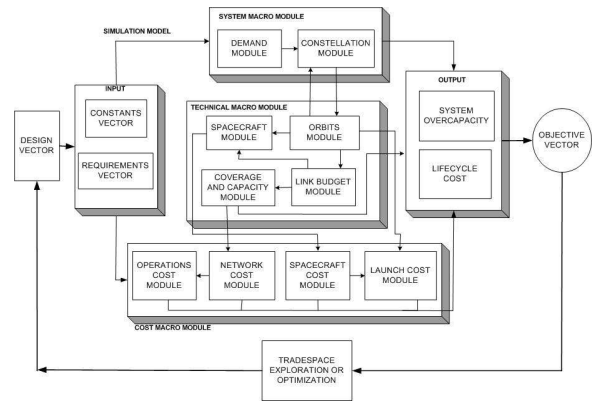 SYSTEM MACRO MODULE
SIMULATION MODEL
DEMAND
MODULE
CONSTELLATION
MODULE
INPUT
CONSTANTS
VECTOR
REQUIREMENTS
VECTOR
DESIGN
VECTOR
TECHNICAL MACRO MODULE
SPACECRAFT
MODULE
ORBITS
MODULE
COVERAGE
AND CAPACITY
MODULE
LINK BUDGET
MODULE
OUTPUT
SYSTEM
OVERCAPACITY
LIFECYCLE
COST
OBJECTIVE
VECTOR
OPERATIONS
COST
MODULE
NETWORK
COST
MODULE
SPACECRAFT
COST
MODULE
LAUNCH COST
MODULE
COST MACRO MODULE
TRADESPACE
EXPLORATION OR
OPTIMIZATION